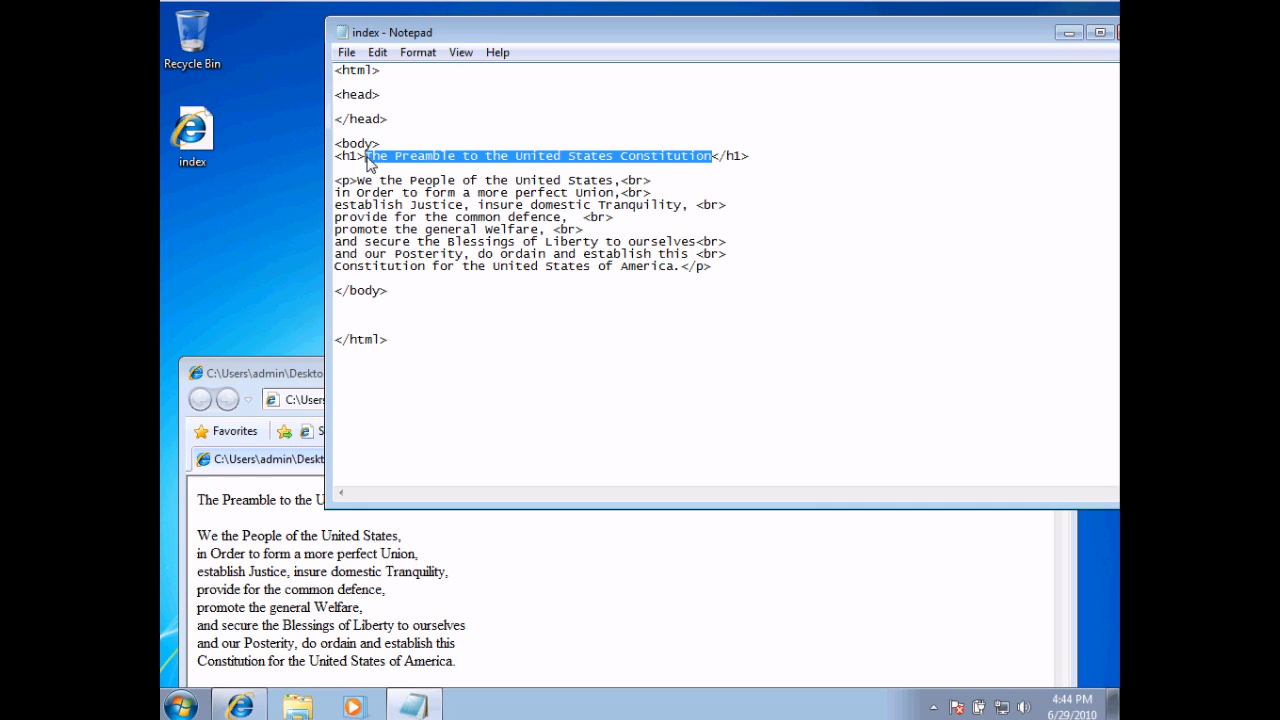 Recycle Bin
index
index - Notepad
File Edit Format View Help
<html>
<head>
</head>
<body>
<h1>The Preamble to the United States Constitution</h1>
<p>We the People of the United States,<br>
in Order to form a more perfect Union,<br>
establish Justice, insure domestic Tranquility, <br>
provide for the common defence,  <br>
promote the general Welfare, <br>
and secure the Blessings of Liberty to ourselves<br>
and our Posterity, do ordain and establish this <br>
Constitution for the United States of America.</p>
</body>
</html>
C:\Users\admin\Deskto
C:\Users
Favorites S
C:\Users\admin\Deskt
The Preamble to the U
We the People of the United States,
in Order to form a more perfect Union,
establish Justice, insure domestic Tranquility,
provide for the common defence,
promote the general Welfare,
and secure the Blessings of Liberty to ourselves
and our Posterity, do ordain and establish this
Constitution for the United States of America.
4:44 PM
6/29/2010